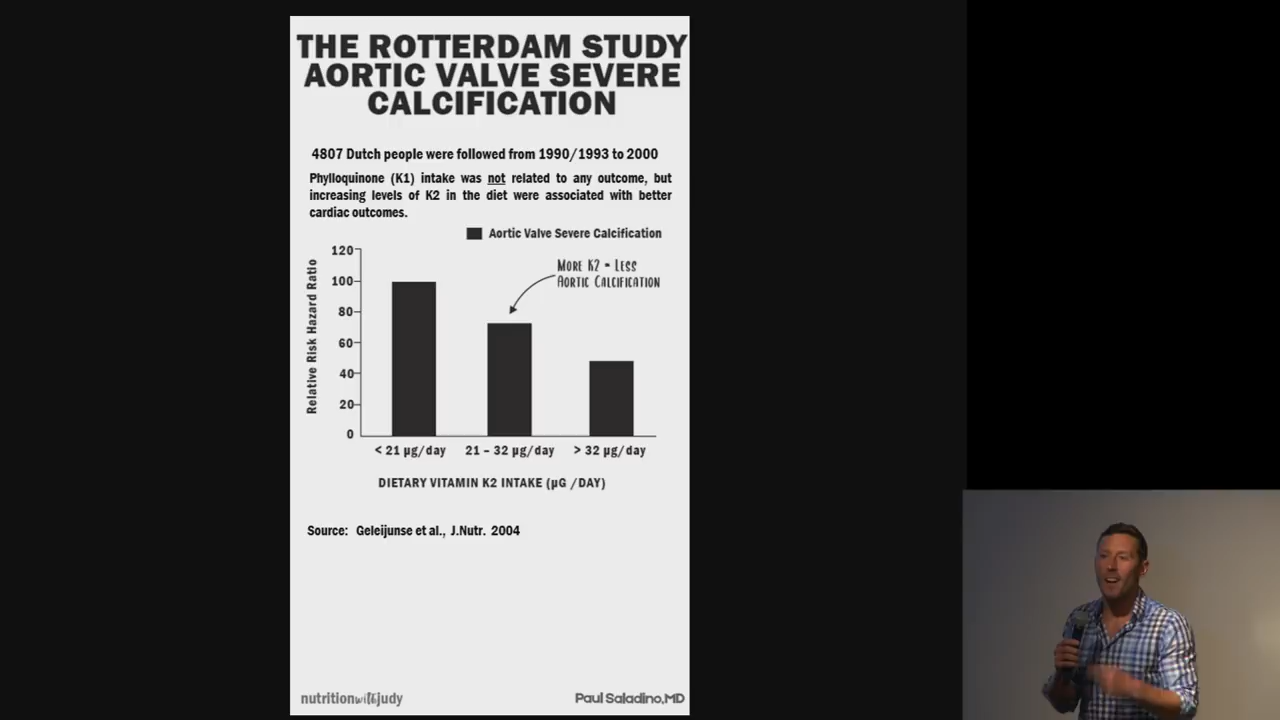 THE ROTTERDAM STUDY
AORTIC VALVE SEVERE
CALCIFICATION
4807 Dutch people were followed from 1990/1993 to 2000
Phylloquinone (K1) intake was not related to any outcome, but
increasing levels of K2 in the diet were associated with better
cardiac outcomes.
Aortic Valve Severe Calcification
MORE K2 = LESS
AORTIC CALCIFICATION
Relative Risk Hazard Ratio
120
100
80
60
40
20
0
< 21 µg/day 21 – 32 µg/day > 32 µg/day
DIETARY VITAMIN K2 INTAKE (µG /DAY)
Source: Geleijunse et al., J.Nutr. 2004
nutritionwithjudy
Paul Saladino,MD